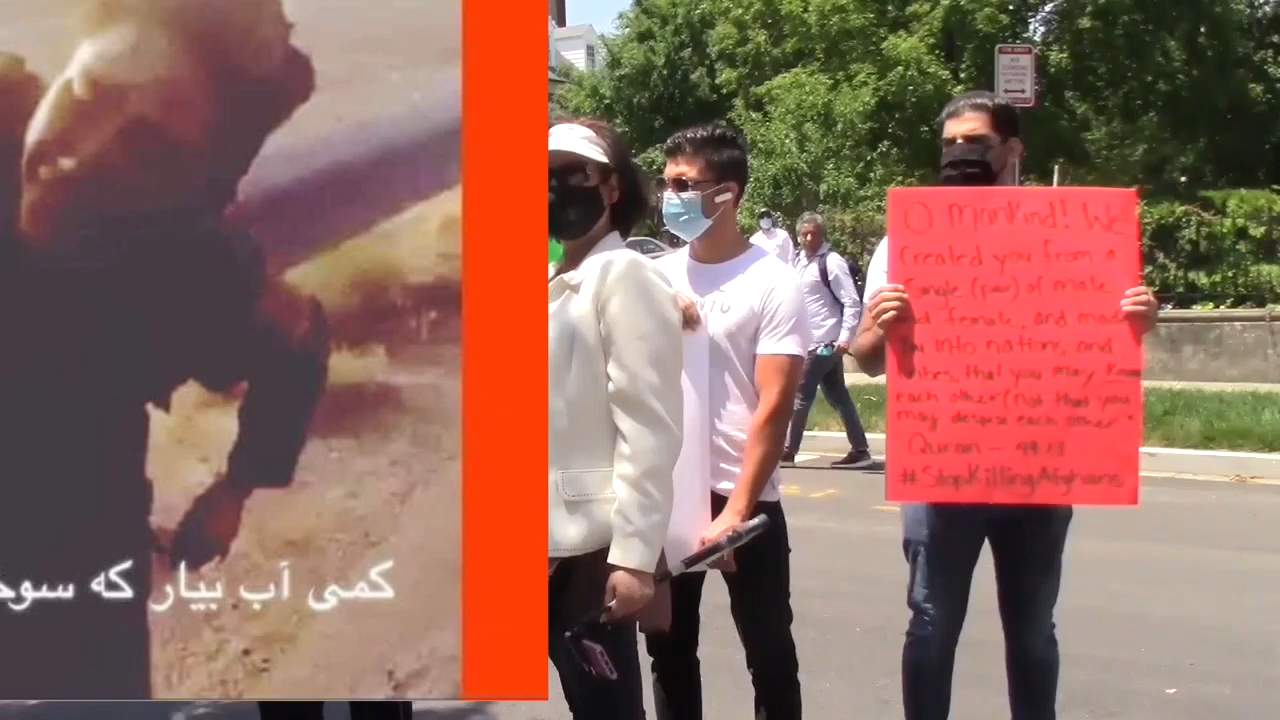 کمی آب بیار که
O Mankind! We
Created you from a
Single (pair) of male
and female, and made
You into nations and
tribes, that you may Know
each other (not that you
may despise each other"
Quran - 49:13
#StopKillingAfghans